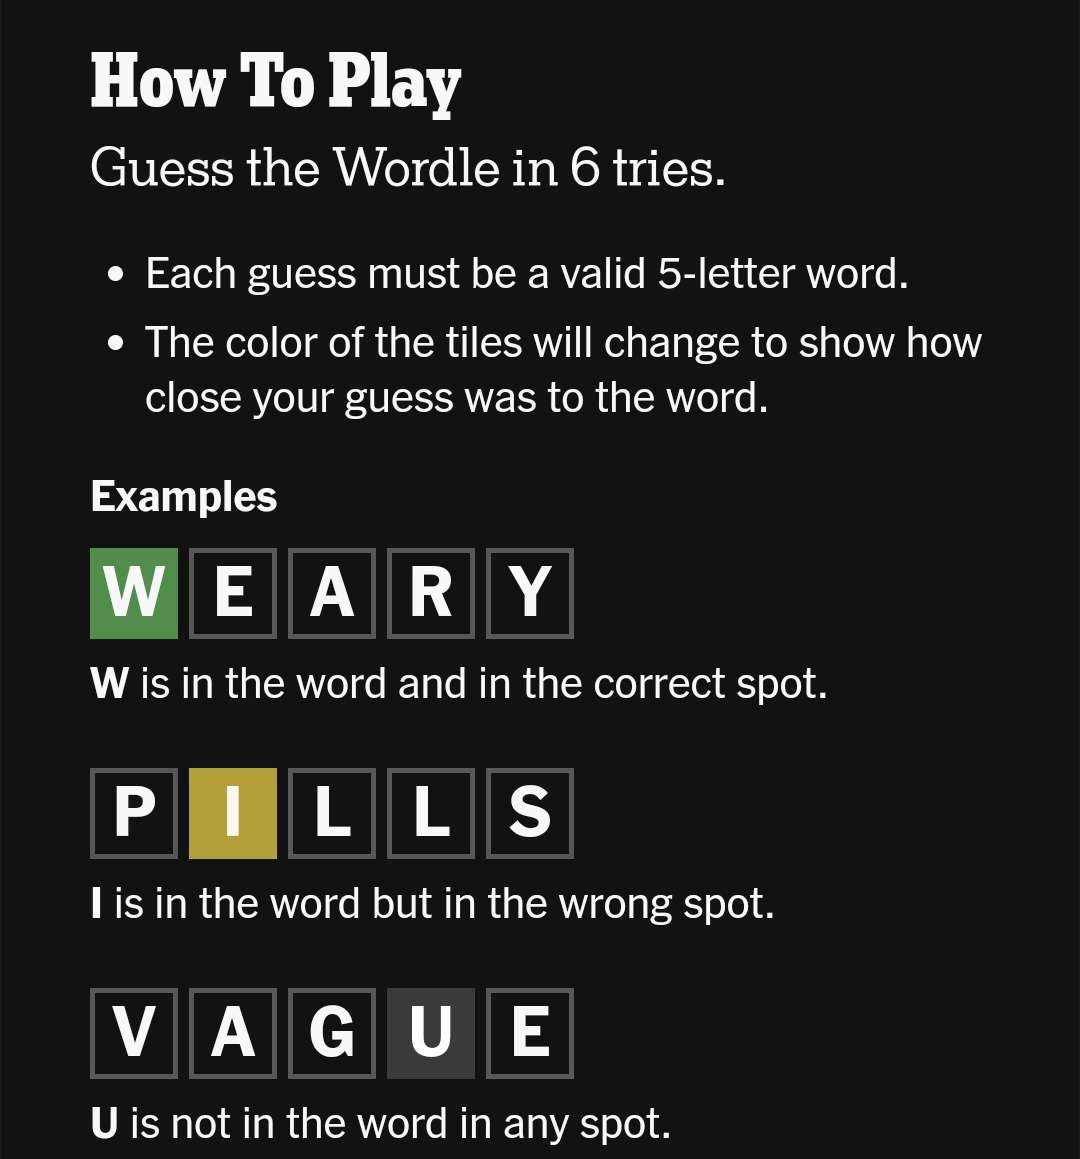 How To Play
Guess the Wordle in 6 tries.
• Each guess must be a valid 5-letter word.
• The color of the tiles will change to show how
close your guess was to the word.
Examples
W E A R Y
W is in the word and in the correct spot.
P I L L S
I is in the word but in the wrong spot.
V A G U E
U is not in the word in any spot.